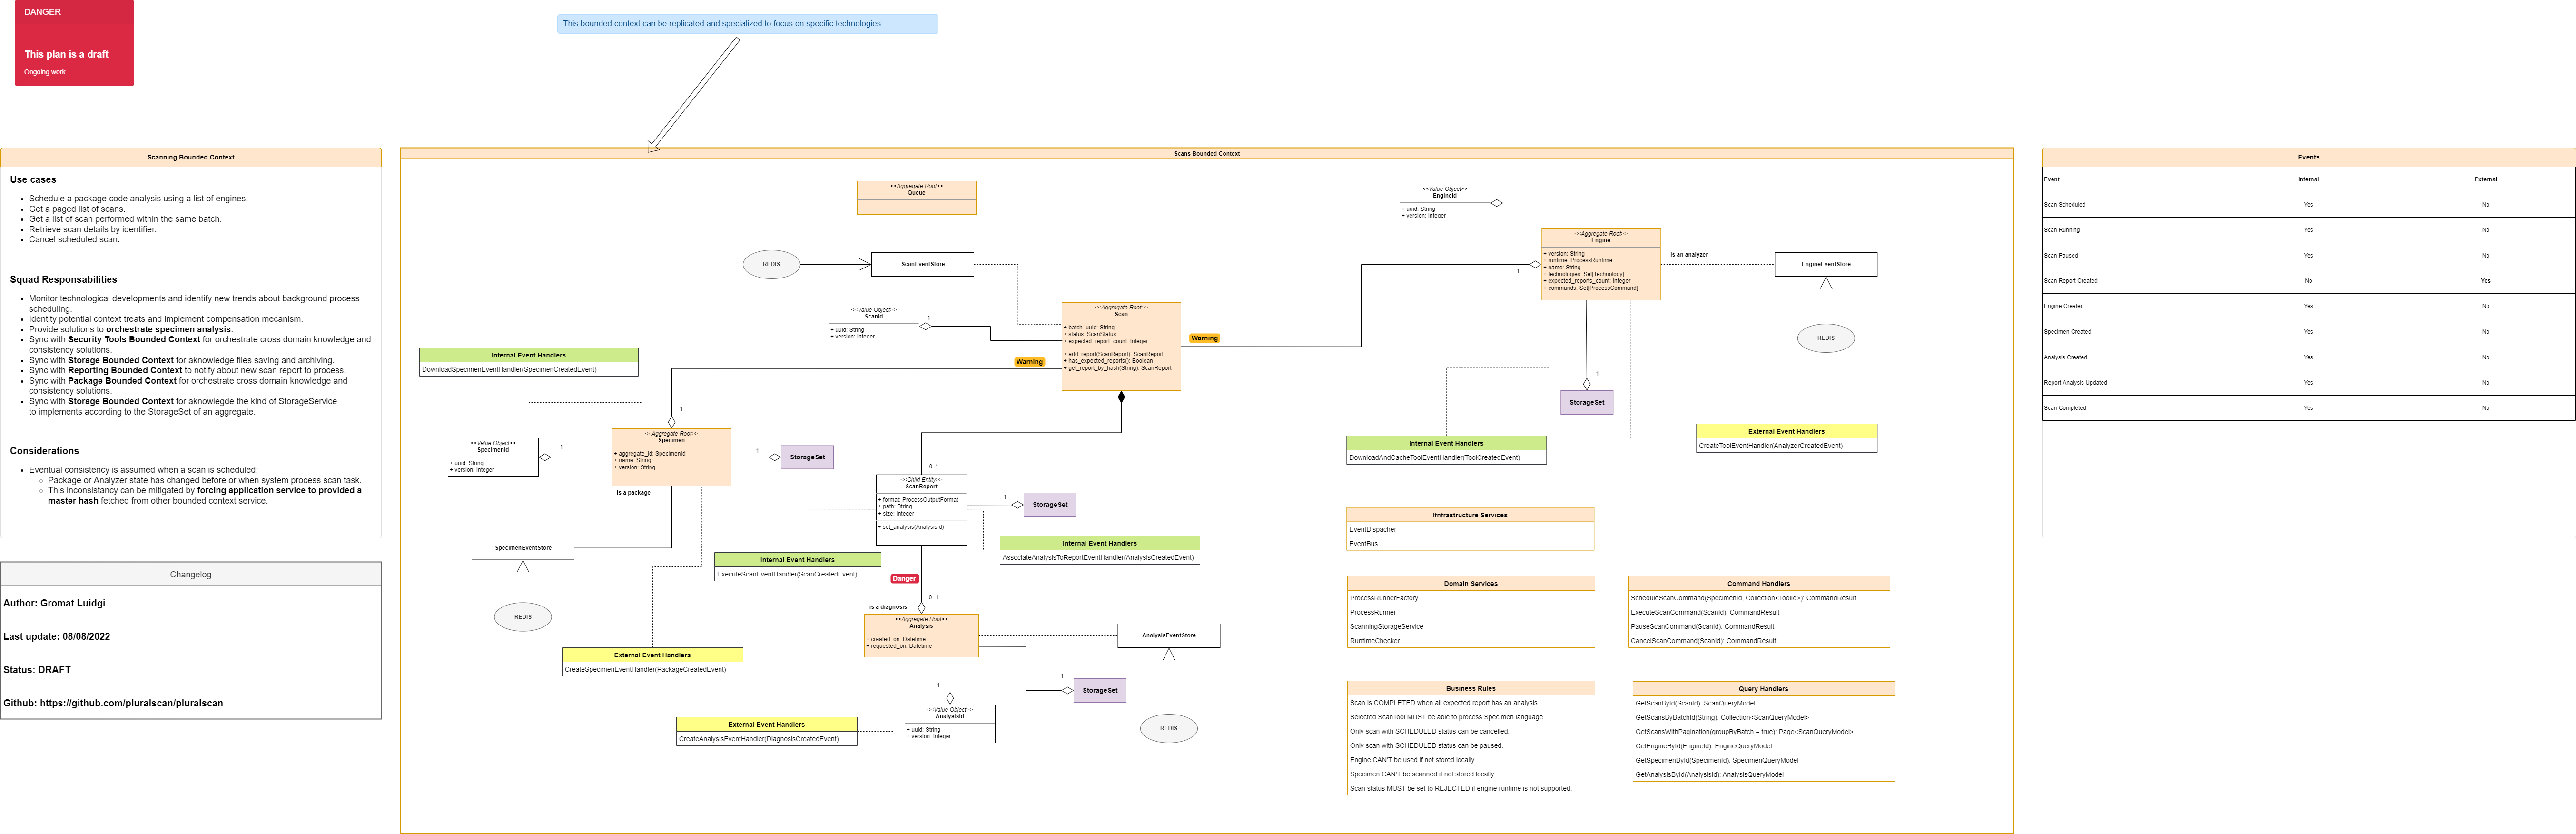 DANGER
This plan is a draft
Ongoing work.
This bounded context can be replicated and specialized to focus on specific technologies.
Scanning Bounded Context
Use cases
Schedule a package code analysis using a list of engines.
Get a paged list of scans.
Get a list of scan performed within the same batch.
Retrieve scan details by identifier.
Cancel scheduled scan.
Squad Responsabilities
Monitor technological developments and identify new trends about background process
scheduling.
Identity potential context treats and implement compensation mecanism.
Provide solutions to orchestrate specimen analysis.
Sync with Security Tools Bounded Context for orchestrate cross domain knowledge and
consistency solutions.
Sync with Storage Bounded Context for aknowledge files saving and archiving.
Sync with Reporting Bounded Context to notify about new scan report to process.
Sync with Package Bounded Context for orchestrate cross domain knowledge and
consistency solutions.
Sync with Storage Bounded Context for aknowlegde the kind of StorageService
to implements according to the StorageSet of an aggregate.
Considerations
Eventual consistency is assumed when a scan is scheduled:
Package or Analyzer state has changed before or when system process scan task.
This inconsistancy can be mitigated by forcing application service to provided a
master hash fetched from other bounded context service.
Changelog
Author: Gromat Luidgi
Last update: 08/08/2022
Status: DRAFT
Github: https://github.com/pluralscan/pluralscan
Scans Bounded Context
<<Aggregate Root>>
Queue
REDIS
ScanEventStore
<<Value Object>>
ScanId
+ uuid: String
+ version: Integer
1
<<Aggregate Root>>
Scan
+ batch_uuid: String
+ status: ScanStatus
+ expected_report_count: Integer
+ add_report(ScanReport): ScanReport
+ has_expected_reports(): Boolean
+ get_report_by_hash(String): ScanReport
Warning
Warning
<<Value Object>>
EngineId
+ uuid: String
+ version: Integer
<<Aggregate Root>>
Engine
+ version: String
+ runtime: ProcessRuntime
+ name: String
+ technologies: Set[Technology]
+ expected_reports_count: Integer
+ commands: Set[ProcessCommand]
1
is an analyzer
EngineEventStore
REDIS
1
StorageSet
Internal Event Handlers
DownloadAndCacheToolEventHandler(ToolCreatedEvent)
External Event Handlers
CreateToolEventHandler(AnalyzerCreatedEvent)
Internal Event Handlers
DownloadSpecimenEventHandler(SpecimenCreatedEvent)
1
<<Aggregate Root>>
Specimen
+ aggregate_id: SpecimenId
+ name: String
+ version: String
is a package
<<Value Object>>
SpecimenId
+ uuid: String
+ version: Integer
1
1
StorageSet
SpecimenEventStore
REDIS
External Event Handlers
CreateSpecimenEventHandler(PackageCreatedEvent)
0..*
<<Child Entity>>
ScanReport
+ format: ProcessOutputFormat
+ path: String
+ size: Integer
+ set_analysis(AnalysisId)
1
StorageSet
Internal Event Handlers
ExecuteScanEventHandler(ScanCreatedEvent)
Internal Event Handlers
AssociateAnalysisToReportEventHandler(AnalysisCreatedEvent)
Danger
0..1
is a diagnosis
<<Aggregate Root>>
Analysis
+ created_on: Datetime
+ requested_on: Datetime
AnalysisEventStore
REDIS
1
StorageSet
1
<<Value Object>>
AnalysisId
+ uuid: String
+ version: Integer
External Event Handlers
CreateAnalysisEventHandler(DiagnosisCreatedEvent)
Ifnfrastructure Services
EventDispacher
EventBus
Domain Services
ProcessRunnerFactory
ProcessRunner
ScanningStorageService
RuntimeChecker
Command Handlers
ScheduleScanCommand(SpecimenId, Collection<ToolId>): CommandResult
ExecuteScanCommand(ScanId): CommandResult
PauseScanCommand(ScanId): CommandResult
CancelScanCommand(ScanId): CommandResult
Business Rules
Scan is COMPLETED when all expected report has an analysis.
Selected ScanTool MUST be able to process Specimen language.
Only scan with SCHEDULED status can be cancelled.
Only scan with SCHEDULED status can be paused.
Engine CAN'T be used if not stored locally.
Specimen CAN'T be scanned if not stored locally.
Scan status MUST be set to REJECTED if engine runtime is not supported.
Query Handlers
GetScanById(ScanId): ScanQueryModel
GetScansByBatchId(String): Collection<ScanQueryModel>
GetScansWithPagination(groupByBatch = true): Page<ScanQueryModel>
GetEngineById(EngineId): EngineQueryModel
GetSpecimenById(SpecimenId): SpecimenQueryModel
GetAnalysisById(AnalysisId): AnalysisQueryModel
Events
Event Internal External
Scan Scheduled Yes No
Scan Running Yes No
Scan Paused Yes No
Scan Report Created No Yes
Engine Created Yes No
Specimen Created Yes No
Analysis Created Yes No
Report Analysis Updated Yes No
Scan Completed Yes No